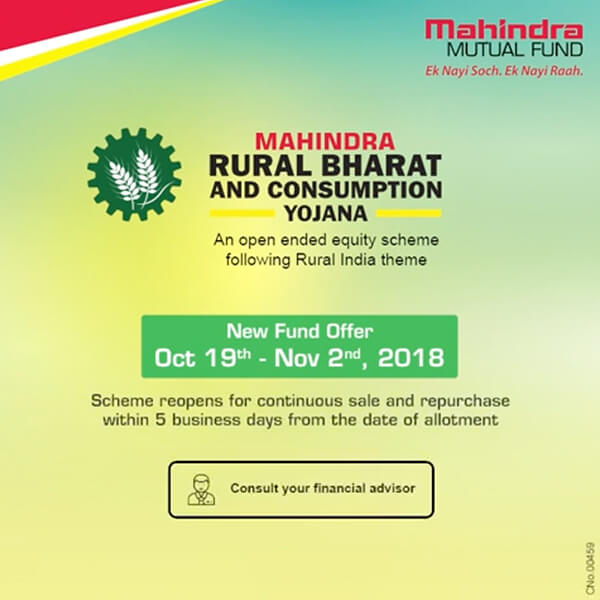 Mahindra
MUTUAL FUND
Ek Nayi Soch. Ek Nayi Raah.
MAHINDRA
RURAL BHARAT
AND CONSUMPTION
YOJANA
An open ended equity scheme
following Rural India theme
New Fund Offer
Oct 19th - Nov 2nd, 2018
Scheme reopens for continuous sale and repurchase
within 5 business days from the date of allotment
Consult your financial advisor
CNo.00459